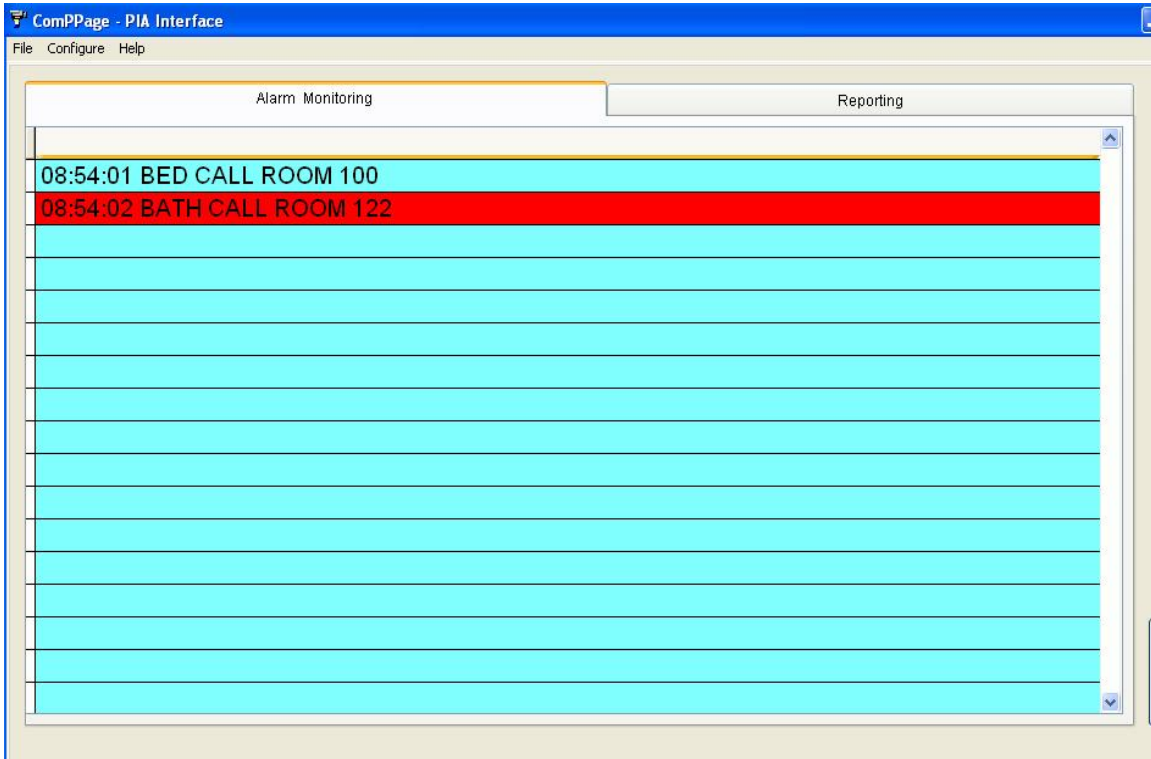 ComPPage - PIA Interface
File Configure Help
Alarm Monitoring Reporting
08:54:01 BED CALL ROOM 100
08:54:02 BATH CALL ROOM 122